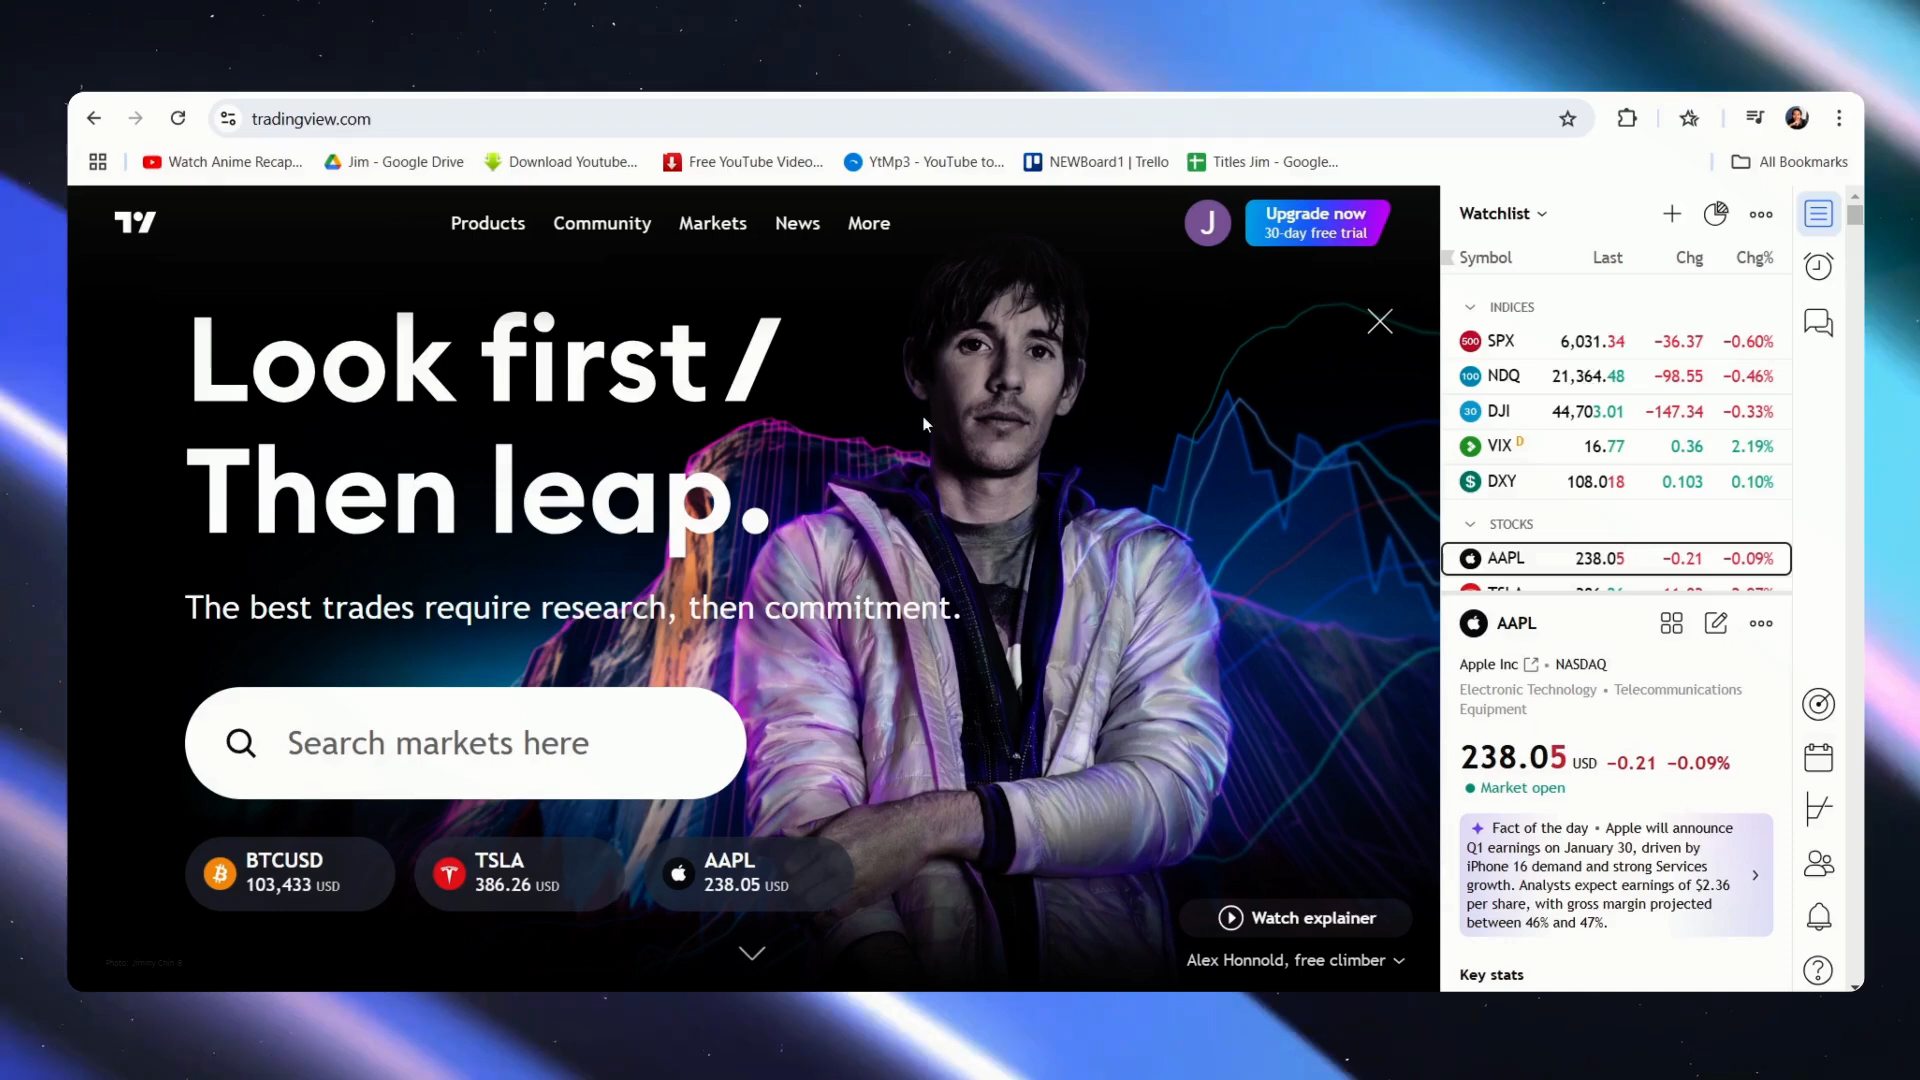 tradingview.com
Watch Anime Recap...
Jim - Google Drive
Download Youtube...
Free YouTube Video...
YtMp3 - YouTube to...
NEWBoard1 | Trello
Titles Jim - Google...
All Bookmarks
Products
Community
Markets
News
More
J
Upgrade now
30-day free trial
Look first/
Then leap.
The best trades require research, then commitment.
Search markets here
BTCUSD
103,433 USD
TSLA
386.26 USD
AAPL
238.05 USD
Watch explainer
Alex Honnold, free climber
Photo: Jimmy Chin ©
Watchlist
Symbol Last Chg Chg%
INDICES
500 SPX 6,031.34 −36.37 −0.60%
100 NDQ 21,364.48 −98.55 −0.46%
30 DJI 44,703.01 −147.34 −0.33%
VIX D 16.77 0.36 2.19%
$ DXY 108.018 0.103 0.10%
STOCKS
AAPL 238.05 −0.21 −0.09%
AAPL
Apple Inc • NASDAQ
Electronic Technology • Telecommunications
Equipment
238.05 USD −0.21 −0.09%
Market open
Fact of the day • Apple will announce
Q1 earnings on January 30, driven by
iPhone 16 demand and strong Services
growth. Analysts expect earnings of $2.36
per share, with gross margin projected
between 46% and 47%.
Key stats